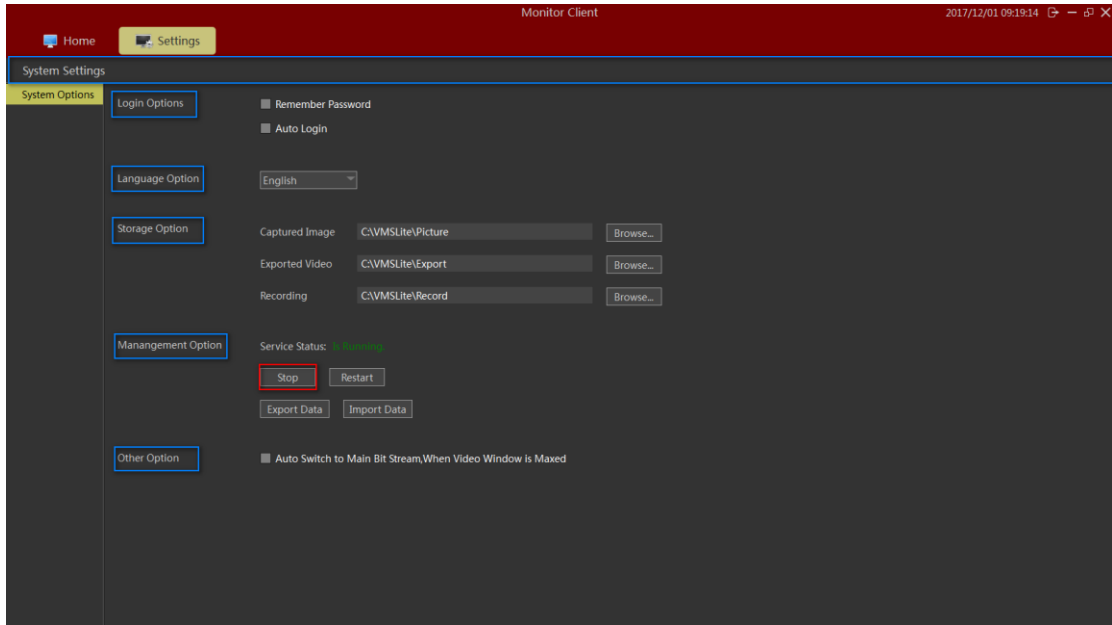 Monitor Client
2017/12/01 09:19:14
Home
Settings
System Settings
System Options
Login Options
Remember Password
Auto Login
Language Option
English
Storage Option
Captured Image
C:\VMSLite\Picture
Browse...
Exported Video
C:\VMSLite\Export
Browse...
Recording
C:\VMSLite\Record
Browse...
Manangement Option
Service Status: Is Running
Stop
Restart
Export Data
Import Data
Other Option
Auto Switch to Main Bit Stream,When Video Window is Maxed